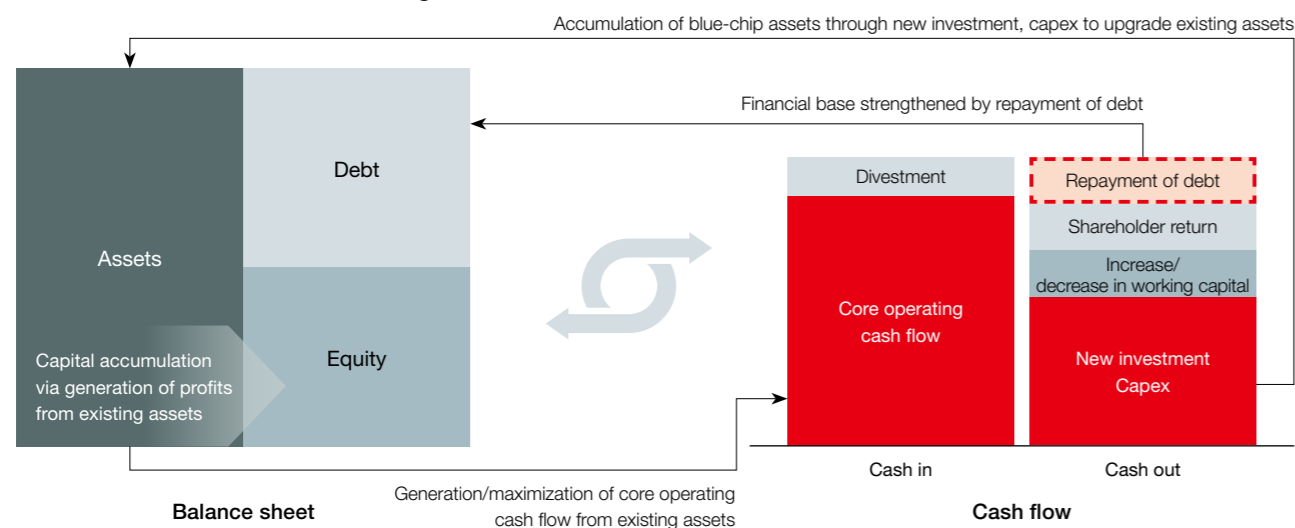 Accumulation of blue-chip assets through new investment, capex to upgrade existing assets
Financial base strengthened by repayment of debt
Debt
Assets
Equity
Capital accumulation
via generation of profits
from existing assets
Divestment
Core operating
cash flow
Repayment of debt
Shareholder return
Increase/
decrease in working capital
New investment
Capex
Cash in
Cash out
Generation/maximization of core operating
cash flow from existing assets
Balance sheet
Cash flow